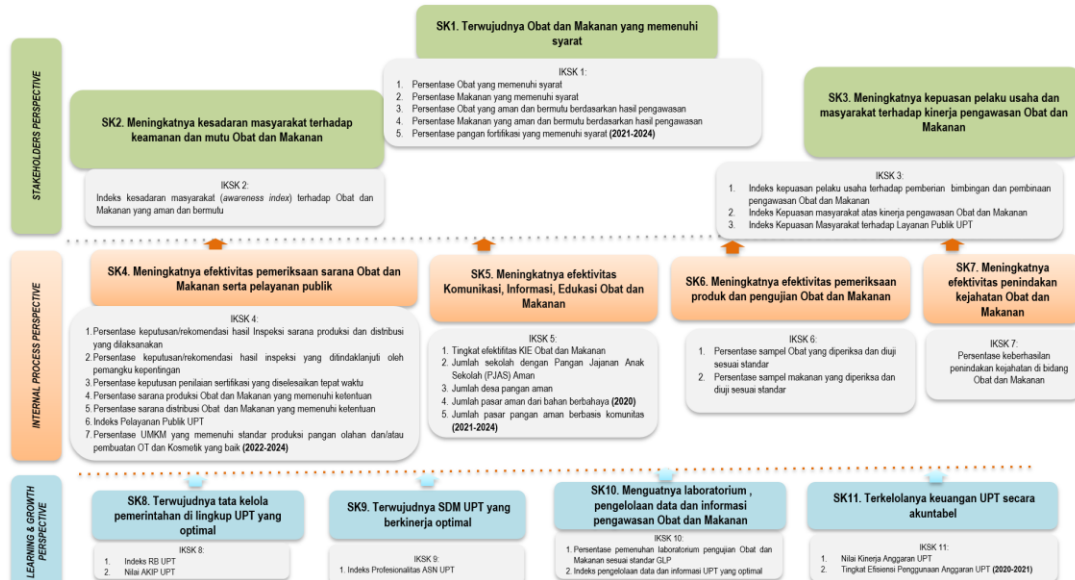 STAKEHOLDERS PERSPECTIVE
SK1. Terwujudnya Obat dan Makanan yang memenuhi
syarat
IKSK 1:
1. Persentase Obat yang memenuhi syarat
2. Persentase Makanan yang memenuhi syarat
3. Persentase Obat yang aman dan bermutu berdasarkan hasil pengawasan
4. Persentase Makanan yang aman dan bermutu berdasarkan hasil pengawasan
5. Persentase pangan fortifikasi yang memenuhi syarat (2021-2024)
SK2. Meningkatnya kesadaran masyarakat terhadap
keamanan dan mutu Obat dan Makanan
IKSK 2:
Indeks kesadaran masyarakat (awareness index) terhadap Obat dan
Makanan yang aman dan bermutu
SK3. Meningkatnya kepuasan pelaku usaha dan
masyarakat terhadap kinerja pengawasan Obat dan
Makanan
IKSK 3:
1. Indeks kepuasan pelaku usaha terhadap pemberian bimbingan dan pembinaan
pengawasan Obat dan Makanan
2. Indeks Kepuasan masyarakat atas kinerja pengawasan Obat dan Makanan
3. Indeks Kepuasan Masyarakat terhadap Layanan Publik UPT
INTERNAL PROCESS PERSPECTIVE
SK4. Meningkatnya efektivitas pemeriksaan sarana Obat dan
Makanan serta pelayanan publik
IKSK 4:
1. Persentase keputusan/rekomendasi hasil Inspeksi sarana produksi dan distribusi
yang dilaksanakan
2. Persentase keputusan/rekomendasi hasil inspeksi yang ditindaklanjuti oleh
pemangku kepentingan
3. Persentase keputusan penilaian sertifikasi yang diselesaikan tepat waktu
4. Persentase sarana produksi Obat dan Makanan yang memenuhi ketentuan
5. Persentase sarana distribusi Obat dan Makanan yang memenuhi ketentuan
6. Indeks Pelayanan Publik UPT
7. Persentase UMKM yang memenuhi standar produksi pangan olahan dan/atau
pembuatan OT dan Kosmetik yang baik (2022-2024)
SK5. Meningkatnya efektivitas
Komunikasi, Informasi, Edukasi Obat dan
Makanan
IKSK 5:
1. Tingkat efektifitas KIE Obat dan Makanan
2. Jumlah sekolah dengan Pangan Jajanan Anak
Sekolah (PJAS) Aman
3. Jumlah desa pangan aman
4. Jumlah pasar aman dari bahan berbahaya (2020)
5. Jumlah pasar pangan aman berbasis komunitas
(2021-2024)
SK6. Meningkatnya efektivitas pemeriksaan
produk dan pengujian Obat dan Makanan
IKSK 6:
1. Persentase sampel Obat yang diperiksa dan diuji
sesuai standar
2. Persentase sampel makanan yang diperiksa dan
diuji sesuai standar
SK7. Meningkatnya
efektivitas penindakan
kejahatan Obat dan
Makanan
IKSK 7:
Persentase keberhasilan
penindakan kejahatan di bidang
Obat dan Makanan
LEARNING & GROWTH
PERSPECTIVE
SK8. Terwujudnya tata kelola
pemerintahan di lingkup UPT yang
optimal
IKSK 8:
1. Indeks RB UPT
2. Nilai AKIP UPT
SK9. Terwujudnya SDM UPT yang
berkinerja optimal
IKSK 9:
1. Indeks Profesionalitas ASN UPT
SK10. Menguatnya laboratorium ,
pengelolaan data dan informasi
pengawasan Obat dan Makanan
IKSK 10:
1. Persentase pemenuhan laboratorium pengujian Obat dan
Makanan sesuai standar GLP
2. Indeks pengelolaan data dan informasi UPT yang optimal
SK11. Terkelolanya keuangan UPT secara
akuntabel
IKSK 11:
1. Nilai Kinerja Anggaran UPT
2. Tingkat Efisiensi Penggunaan Anggaran UPT (2020-2021)